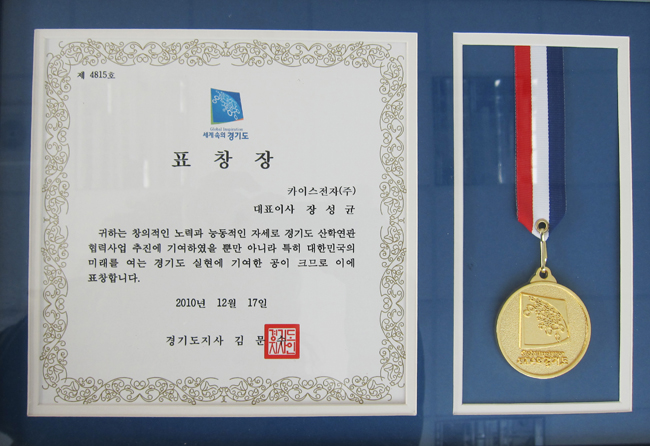 제 4815호
Global Inspiration
세계 속의 경기도
표 창 장
카이스전자(주)
대표이사 장 성 균
귀하는 창의적인 노력과 능동적인 자세로 경기도 산학연관
협력사업 추진에 기여하였을 뿐만 아니라 특히 대한민국의
미래를 여는 경기도 실현에 기여한 공이 크므로 이에
표창합니다.
2010년 12월 17일
경기도지사 김 문